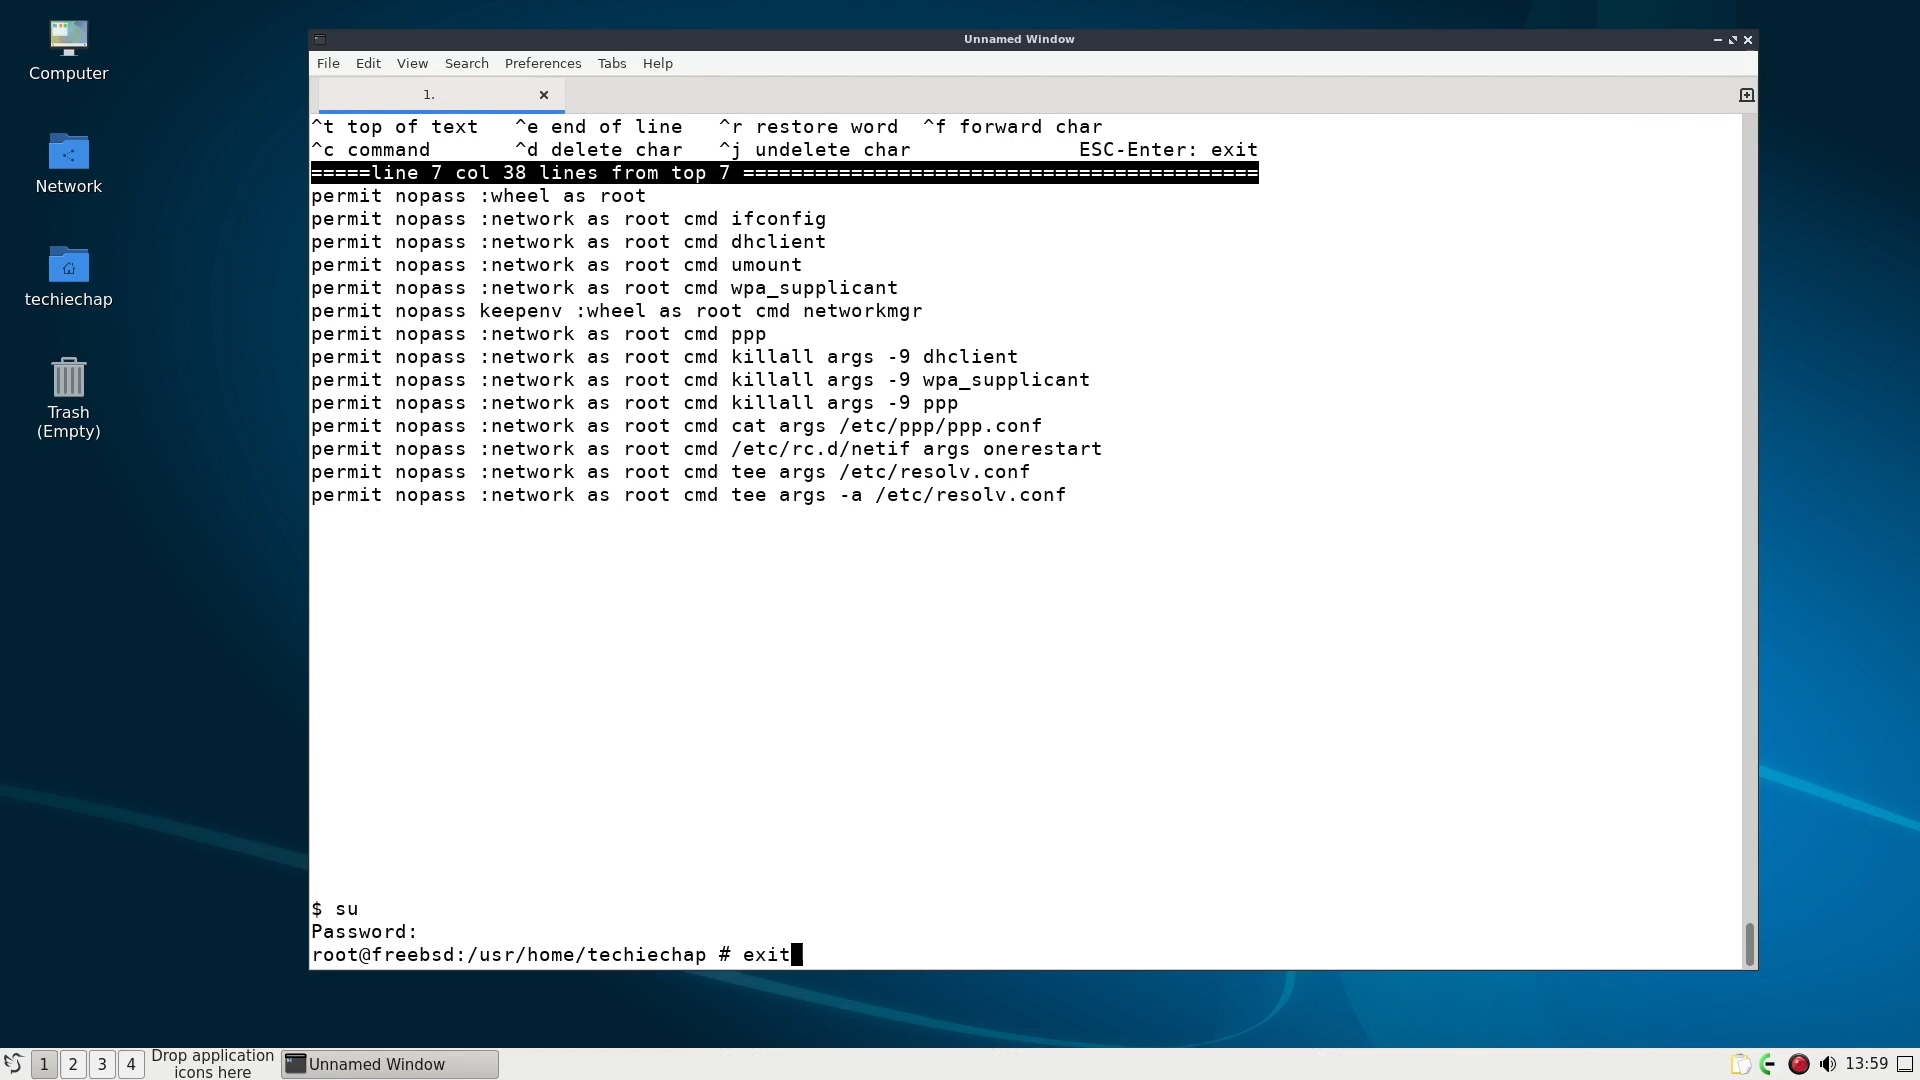 Computer
Network
techiechap
Trash
(Empty)
Unnamed Window
File Edit View Search Preferences Tabs Help
1.
^t top of text   ^e end of line   ^r restore word  ^f forward char
^c command       ^d delete char   ^j undelete char              ESC-Enter: exit
=====line 7 col 38 lines from top 7 ===========================================
permit nopass :wheel as root
permit nopass :network as root cmd ifconfig
permit nopass :network as root cmd dhclient
permit nopass :network as root cmd umount
permit nopass :network as root cmd wpa_supplicant
permit nopass keepenv :wheel as root cmd networkmgr
permit nopass :network as root cmd ppp
permit nopass :network as root cmd killall args -9 dhclient
permit nopass :network as root cmd killall args -9 wpa_supplicant
permit nopass :network as root cmd killall args -9 ppp
permit nopass :network as root cmd cat args /etc/ppp/ppp.conf
permit nopass :network as root cmd /etc/rc.d/netif args onerestart
permit nopass :network as root cmd tee args /etc/resolv.conf
permit nopass :network as root cmd tee args -a /etc/resolv.conf
$ su
Password:
root@freebsd:/usr/home/techiechap # exit
1 2 3 4
Drop application
icons here
Unnamed Window
13:59